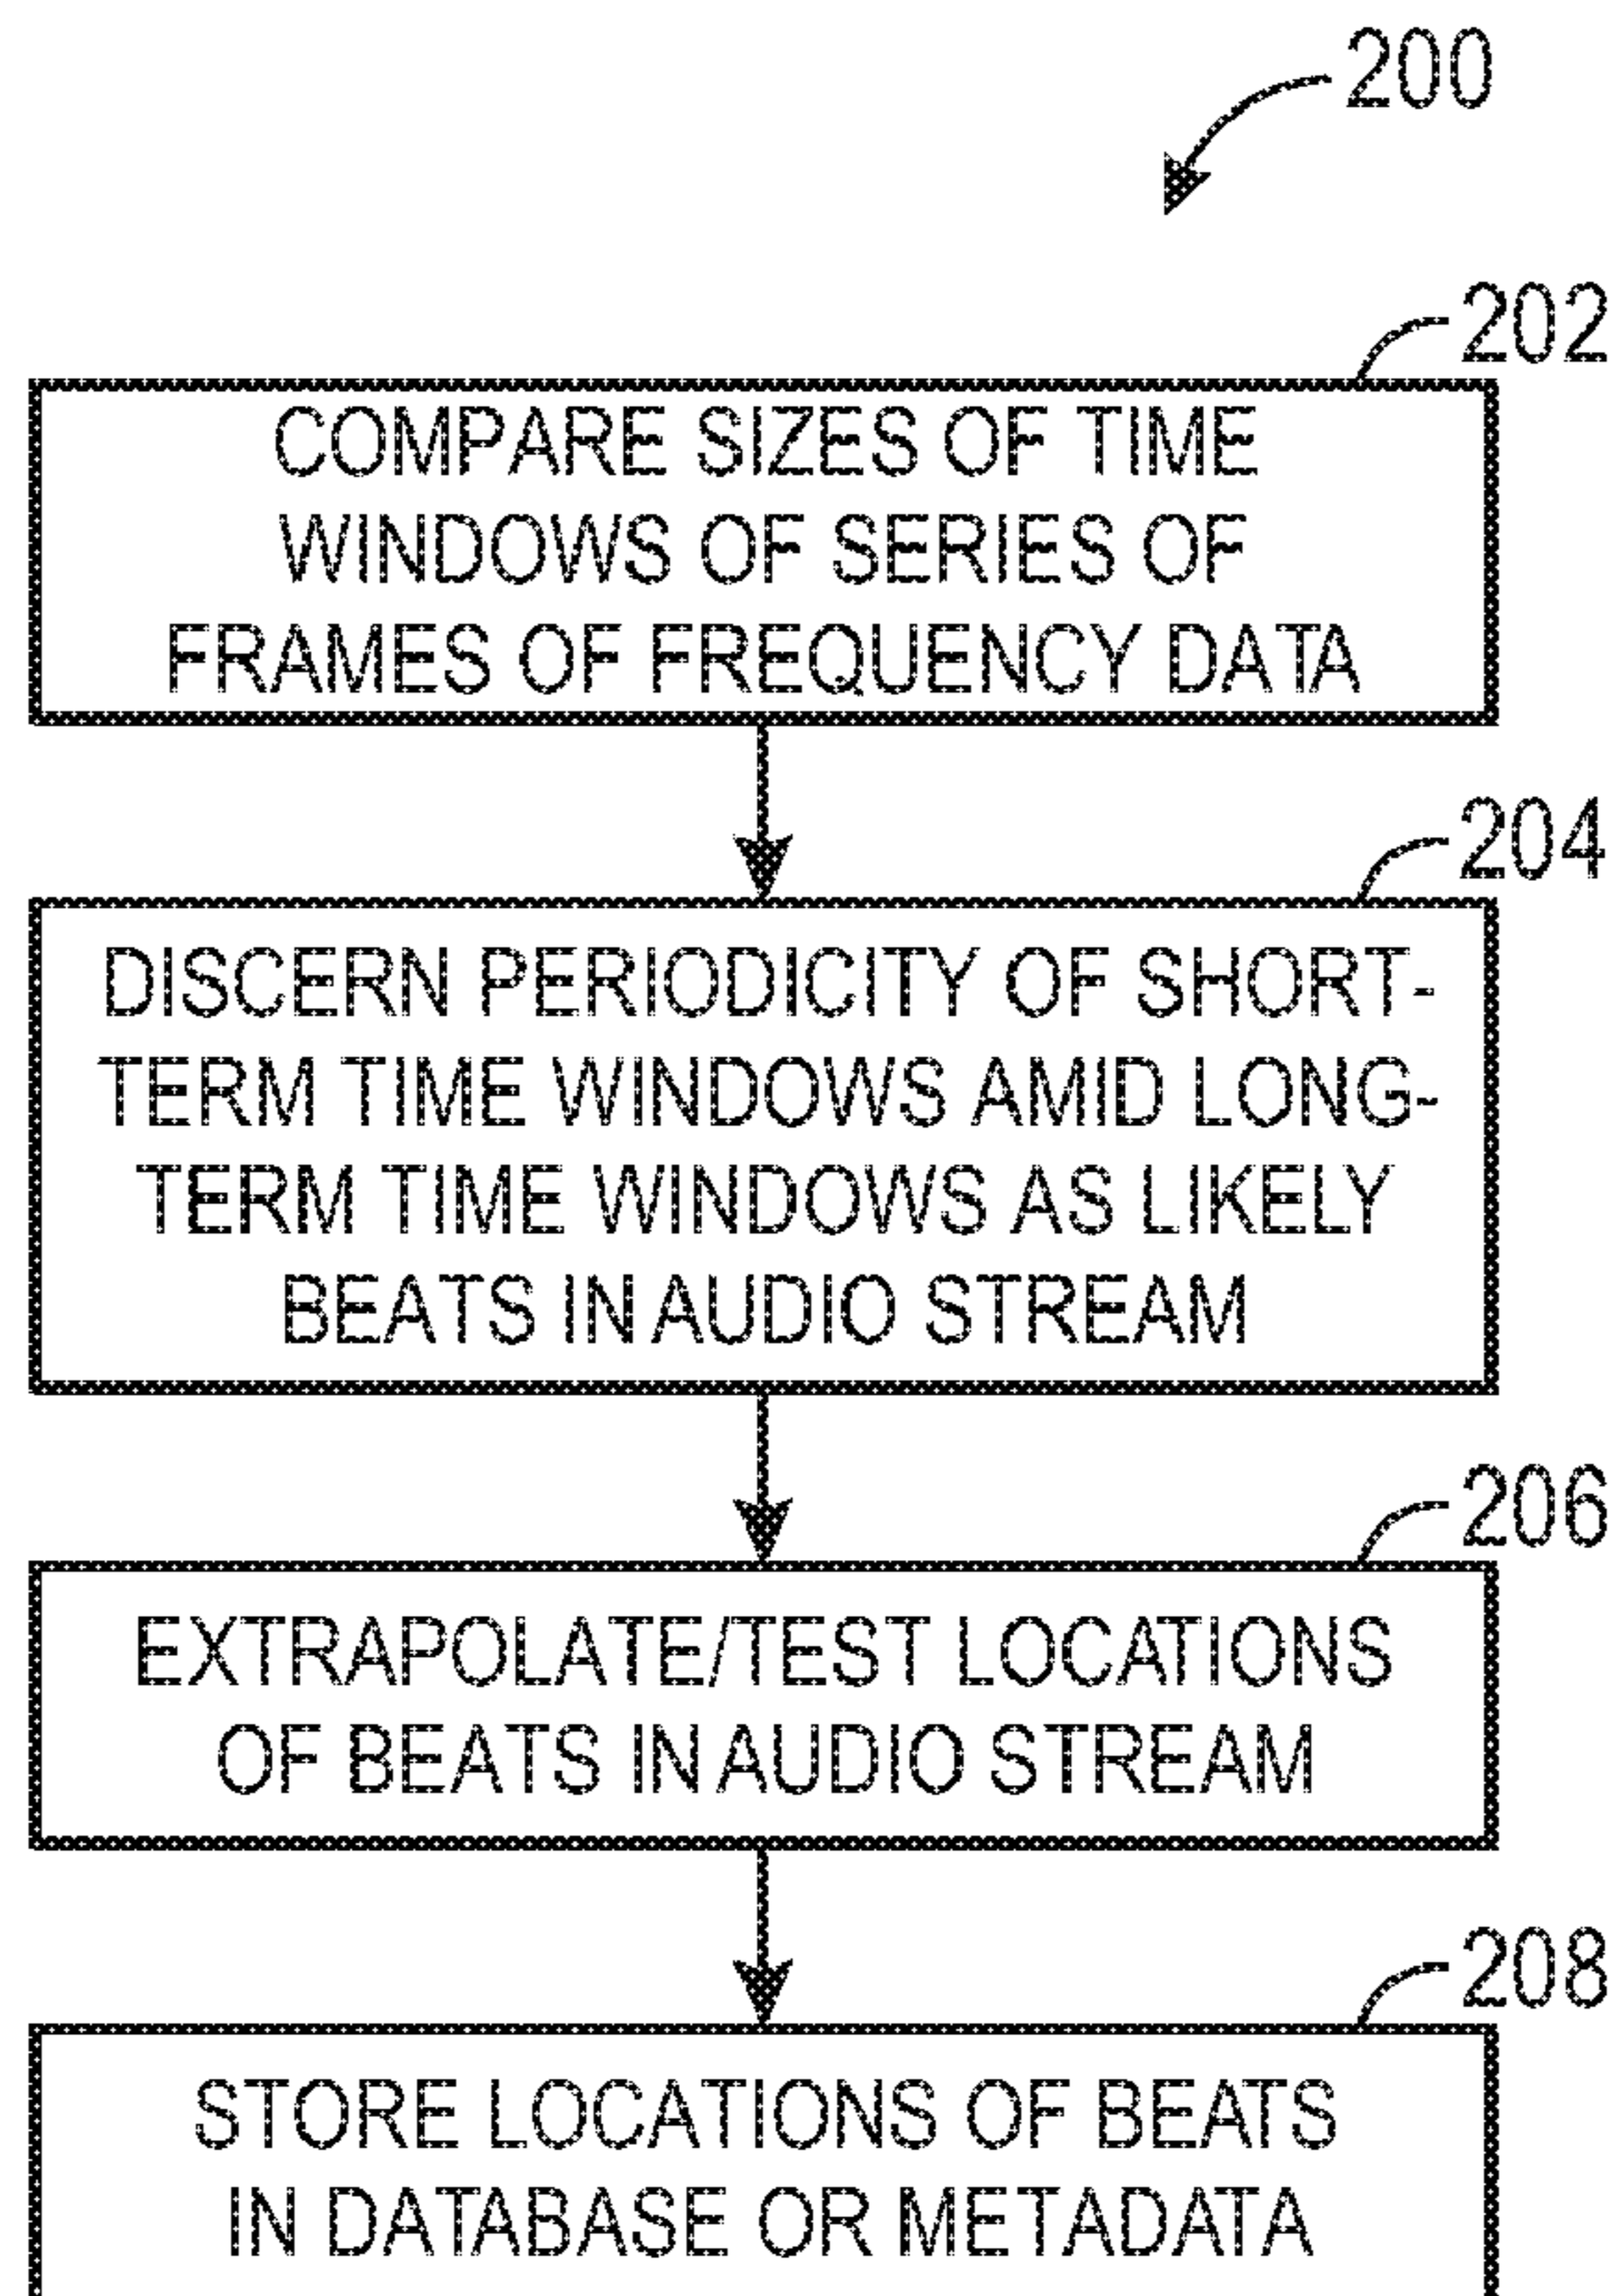 200
202
COMPARE SIZES OF TIME
WINDOWS OF SERIES OF
FRAMES OF FREQUENCY DATA
204
DISCERN PERIODICITY OF SHORT-
TERM TIME WINDOWS AMID LONG-
TERM TIME WINDOWS AS LIKELY
BEATS IN AUDIO STREAM
206
EXTRAPOLATE/TEST LOCATIONS
OF BEATS IN AUDIO STREAM
208
STORE LOCATIONS OF BEATS
IN DATABASE OR METADATA